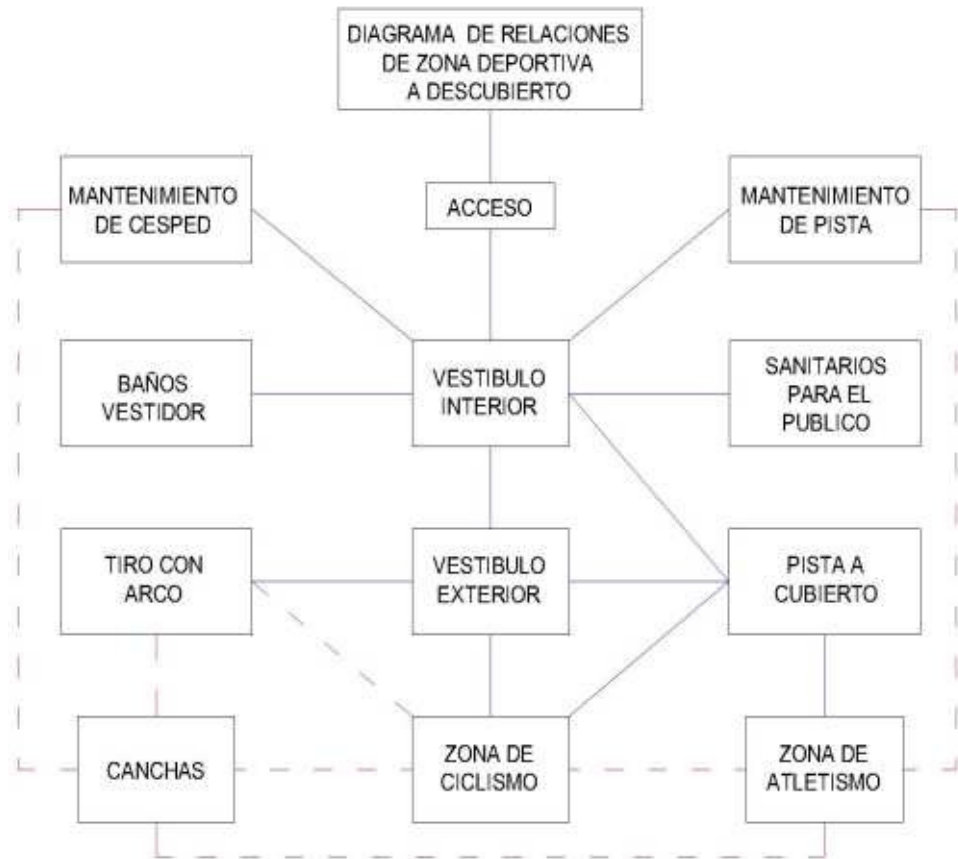 DIAGRAMA DE RELACIONES
DE ZONA DEPORTIVA
A DESCUBIERTO
MANTENIMIENTO
DE CESPED
ACCESO
MANTENIMIENTO
DE PISTA
BAÑOS
VESTIDOR
VESTIBULO
INTERIOR
SANITARIOS
PARA EL
PUBLICO
TIRO CON
ARCO
VESTIBULO
EXTERIOR
PISTA A
CUBIERTO
CANCHAS
ZONA DE
CICLISMO
ZONA DE
ATLETISMO